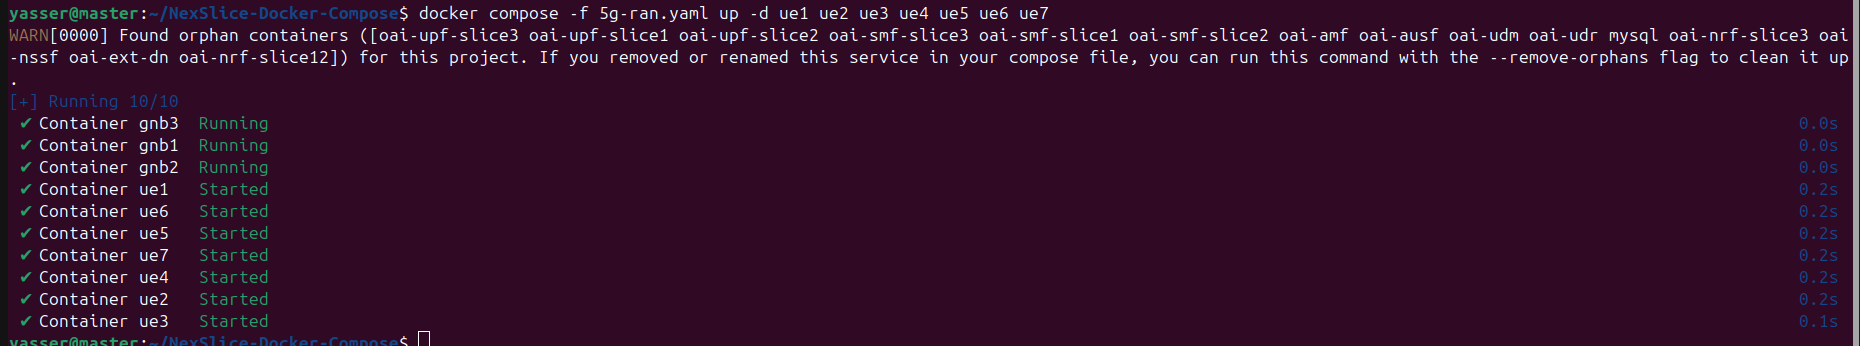 yasser@master:~/NexSlice-Docker-Compose$ docker compose -f 5g-ran.yaml up -d ue1 ue2 ue3 ue4 ue5 ue6 ue7
WARN[0000] Found orphan containers ([oai-upf-slice3 oai-upf-slice1 oai-upf-slice2 oai-smf-slice3 oai-smf-slice1 oai-smf-slice2 oai-amf oai-ausf oai-udm oai-udr mysql oai-nrf-slice3 oai
-nssf oai-ext-dn oai-nrf-slice12]) for this project. If you removed or renamed this service in your compose file, you can run this command with the --remove-orphans flag to clean it up
.
[+] Running 10/10
✔ Container gnb3 Running 0.0s
✔ Container gnb1 Running 0.0s
✔ Container gnb2 Running 0.0s
✔ Container ue1 Started 0.2s
✔ Container ue6 Started 0.2s
✔ Container ue5 Started 0.2s
✔ Container ue7 Started 0.2s
✔ Container ue4 Started 0.2s
✔ Container ue2 Started 0.2s
✔ Container ue3 Started 0.1s
yasser@master:~/NexSlice-Docker-Compose$